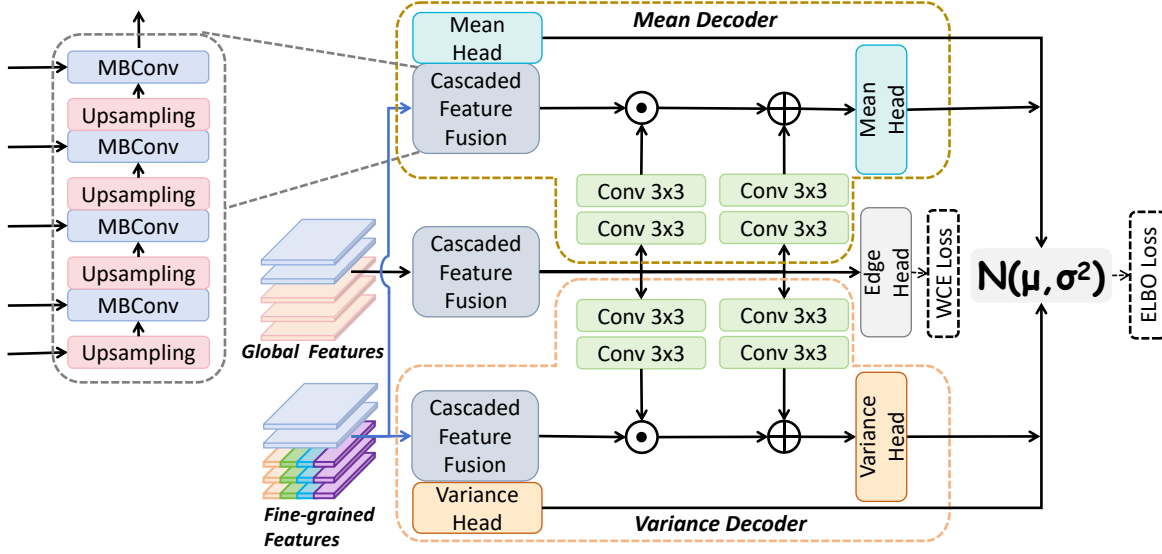 MBConv
Upsampling
MBConv
Upsampling
MBConv
Upsampling
MBConv
Upsampling
Mean Decoder
Mean
Head
Cascaded
Feature
Fusion
Mean
Head
Conv 3x3
Conv 3x3
Conv 3x3
Conv 3x3
Global Features
Cascaded
Feature
Fusion
Edge
Head
WCE Loss
N(μ, σ²)
ELBO Loss
Conv 3x3
Conv 3x3
Conv 3x3
Conv 3x3
Fine-grained
Features
Cascaded
Feature
Fusion
Variance
Head
Variance
Head
Variance Decoder